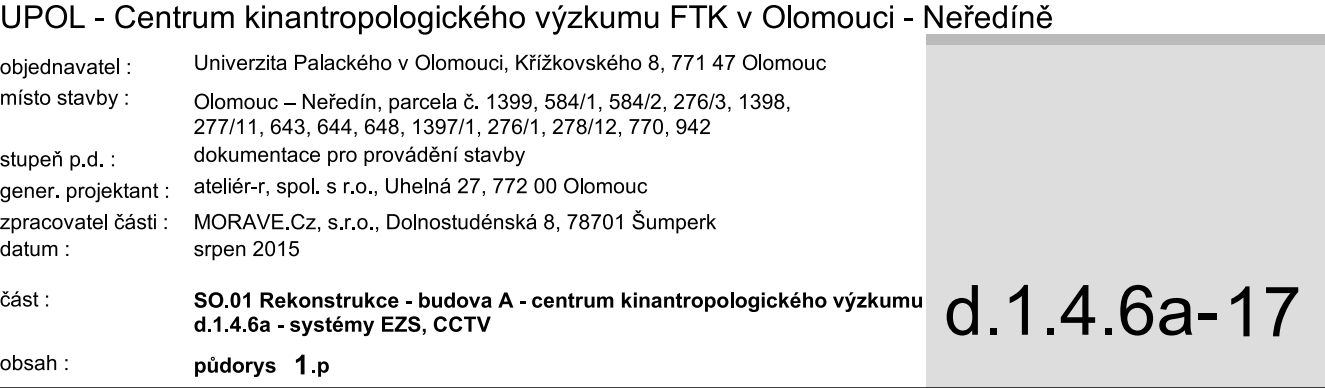 UPOL - Centrum kinantropologického výzkumu FTK v Olomouci - Neředíně
objednavatel : Univerzita Palackého v Olomouci, Křížkovského 8, 771 47 Olomouc
místo stavby : Olomouc – Neředín, parcela č. 1399, 584/1, 584/2, 276/3, 1398,
277/11, 643, 644, 648, 1397/1, 276/1, 278/12, 770, 942
stupeň p.d. : dokumentace pro provádění stavby
gener. projektant : ateliér-r, spol. s r.o., Uhelná 27, 772 00 Olomouc
zpracovatel části : MORAVE.Cz, s.r.o., Dolnostudénská 8, 78701 Šumperk
datum : srpen 2015
část : SO.01 Rekonstrukce - budova A - centrum kinantropologického výzkumu
d.1.4.6a - systémy EZS, CCTV
obsah : půdorys 1.p
d.1.4.6a-17